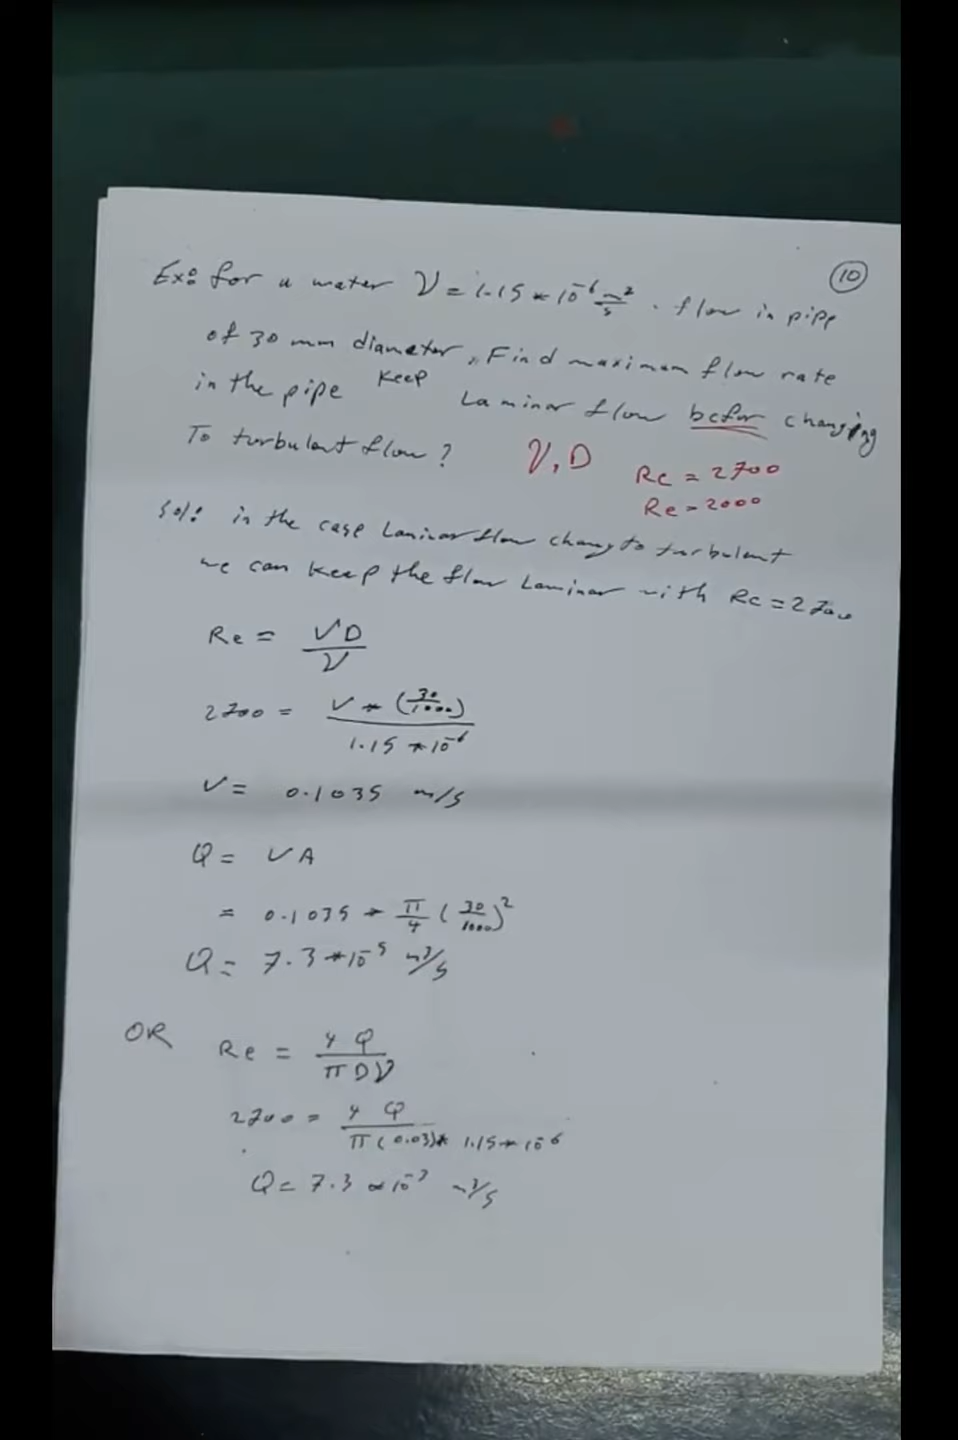 10
Ex: for a water ν = 1.15 * 10^-6 m²/s . flow in pipe
of 30 mm diameter, Find maximum flow rate
in the pipe Keep Laminar flow befor changing
To turbulent flow?
ν, D
Rc = 2700
Re = 2000
Sol: in the case Laminar flow chang to turbulent
we can keep the flow Laminar with Rc = 2700
Re = VD/ν
2700 = V * (30/1000) / 1.15 * 10^-6
V = 0.1035 m/s
Q = VA
= 0.1035 * π/4 (30/1000)²
Q = 7.3 * 10^-5 m³/s
OR
Re = 4Q/πDν
2700 = 4Q / π(0.03) * 1.15 * 10^-6
Q = 7.3 * 10^-3 m³/s